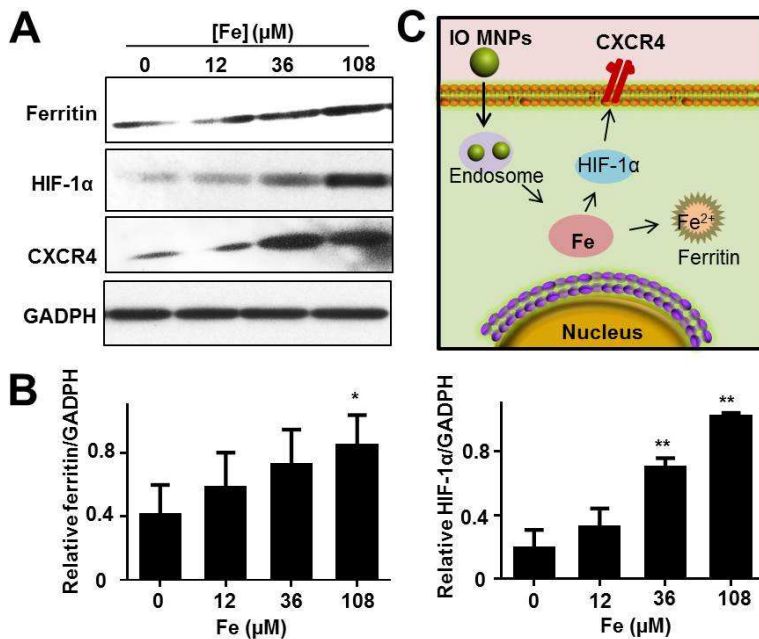 A
[Fe] (μM)
0 12 36 108
Ferritin
HIF-1α
CXCR4
GADPH
C
IO MNPs
CXCR4
Endosome
HIF-1α
Fe
Fe²⁺
Ferritin
Nucleus
B
Relative ferritin/GADPH
0.8
0.4
0
*
0 12 36 108
Fe (μM)
Relative HIF-1α/GADPH
0.8
0.4
0
**
**
0 12 36 108
Fe (μM)